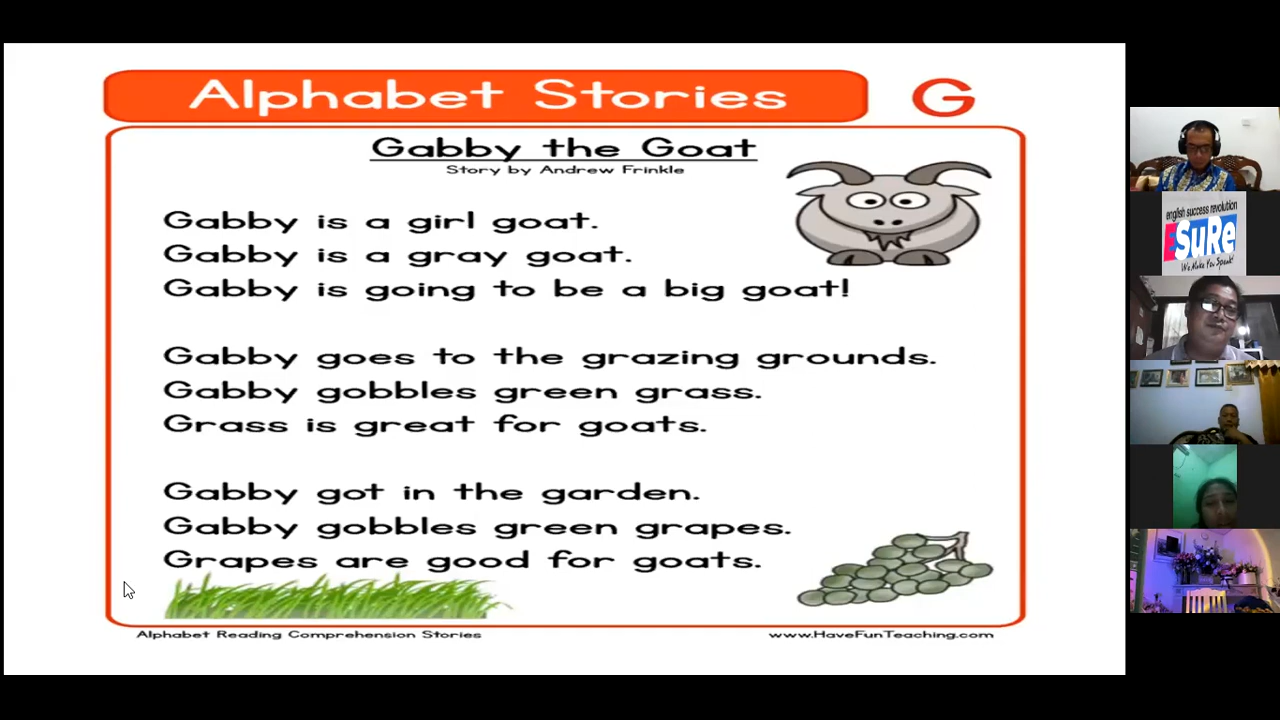 Alphabet Stories
G
Gabby the Goat
Story by Andrew Frinkle
Gabby is a girl goat.
Gabby is a gray goat.
Gabby is going to be a big goat!
Gabby goes to the grazing grounds.
Gabby gobbles green grass.
Grass is great for goats.
Gabby got in the garden.
Gabby gobbles green grapes.
Grapes are good for goats.
Alphabet Reading Comprehension Stories
www.HaveFunTeaching.com
english success revolution
ESuRe
We Make You Speak!